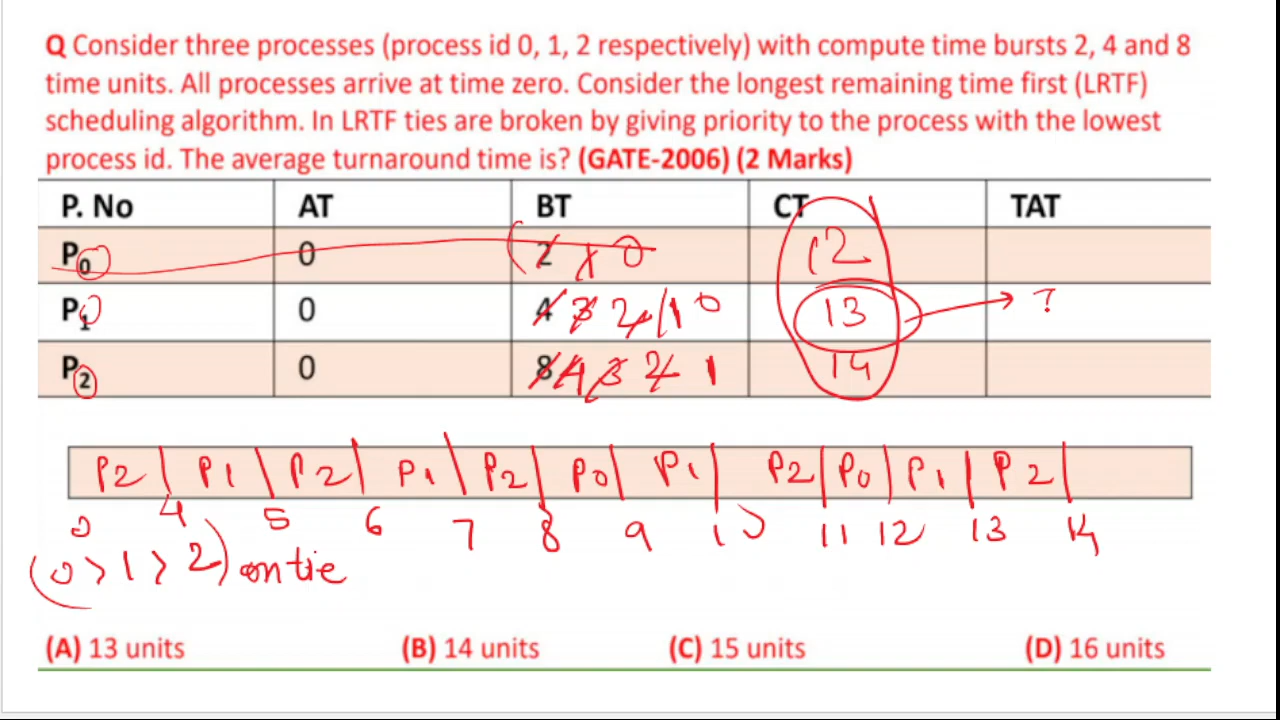 Q Consider three processes (process id 0, 1, 2 respectively) with compute time bursts 2, 4 and 8
time units. All processes arrive at time zero. Consider the longest remaining time first (LRTF)
scheduling algorithm. In LRTF ties are broken by giving priority to the process with the lowest
process id. The average turnaround time is? (GATE-2006) (2 Marks)
P. No AT BT CT TAT
P0 0 2 1 0 12
P1 0 4 3 2 1 0 13 ?
P2 0 8 4 3 2 1 14
P2 P1 P2 P1 P2 P0 P1 P2 P0 P1 P2
0 4 5 6 7 8 9 10 11 12 13 14
(0 > 1 > 2) on tie
(A) 13 units (B) 14 units (C) 15 units (D) 16 units